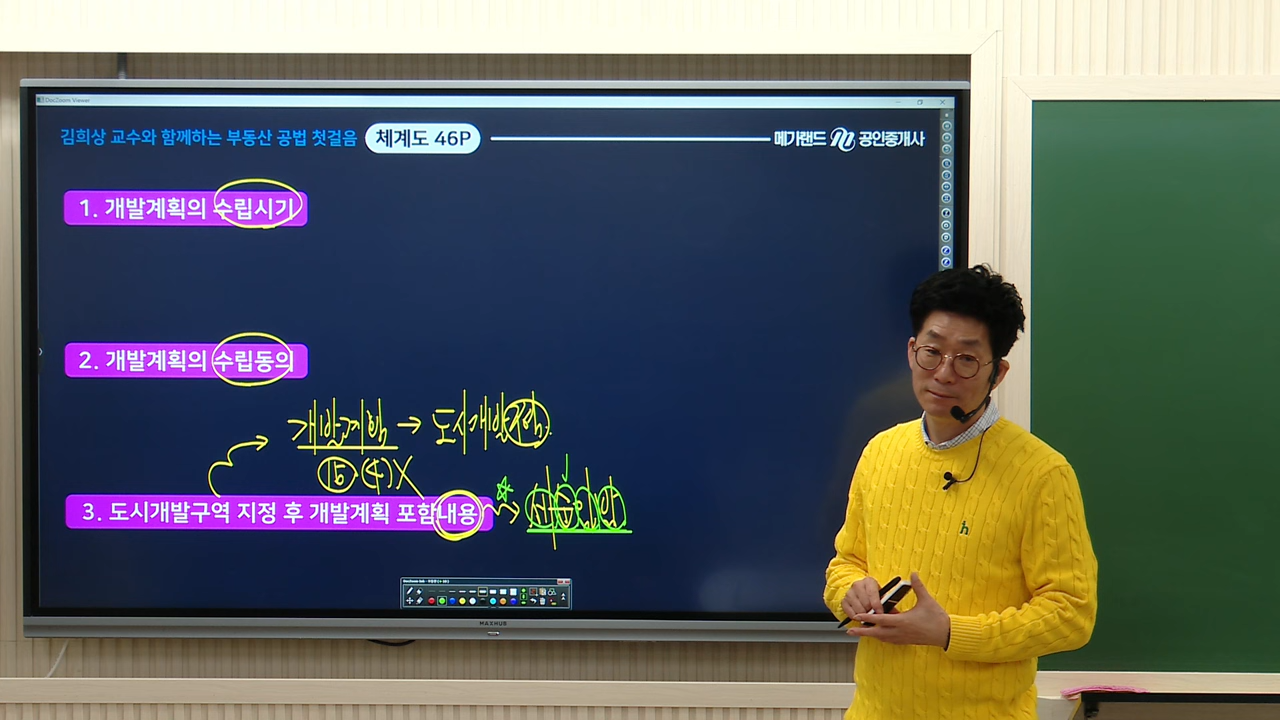 DocZoom Viewer
김희상 교수와 함께하는 부동산 공법 첫걸음 체계도 46P 메가랜드 공인중개사
1. 개발계획의 수립시기
2. 개발계획의 수립동의
개발계획 → 도시개발구역
15 (4) X
3. 도시개발구역 지정 후 개발계획 포함내용
MAXHUB